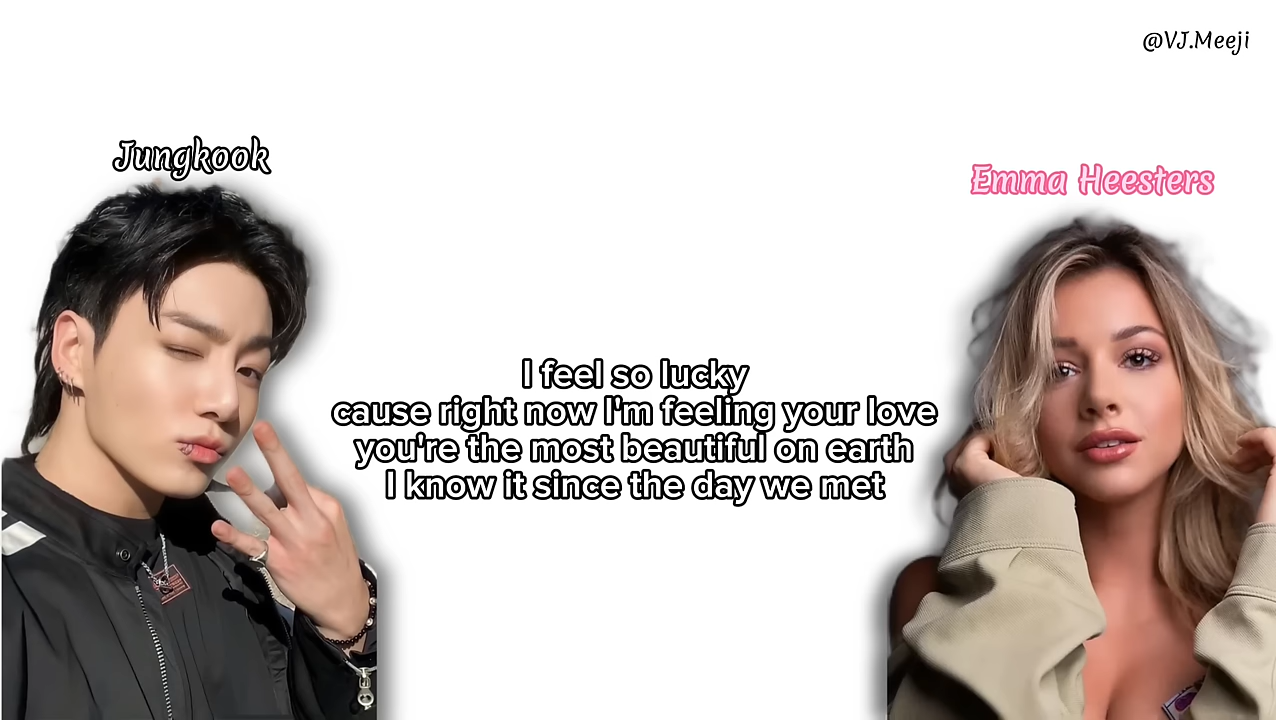 @VJ.Meeji
Jungkook
Emma Heesters
I feel so lucky
cause right now I'm feeling your love
you're the most beautiful on earth
I know it since the day we met